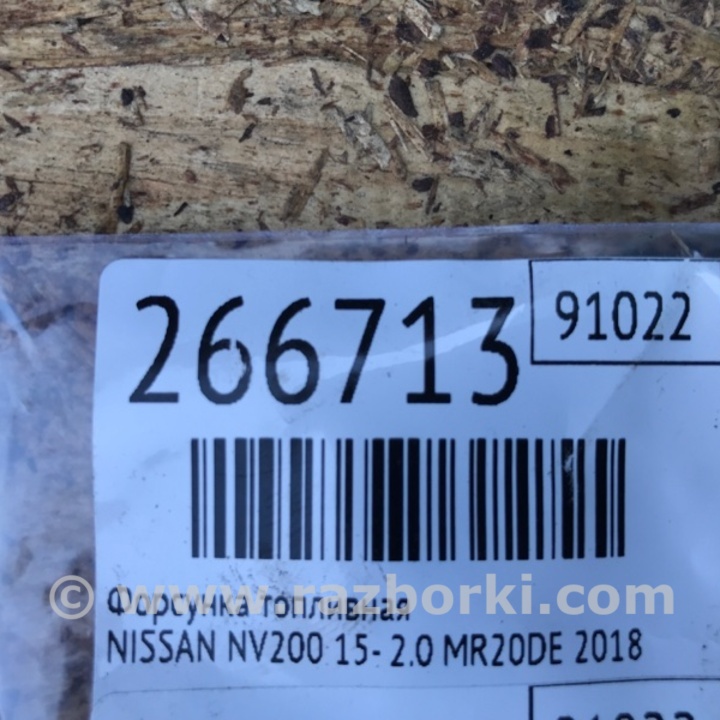 266713
91022
Форсунка топливная
© www.razborki.com
NISSAN NV200 15- 2.0 MR20DE 2018